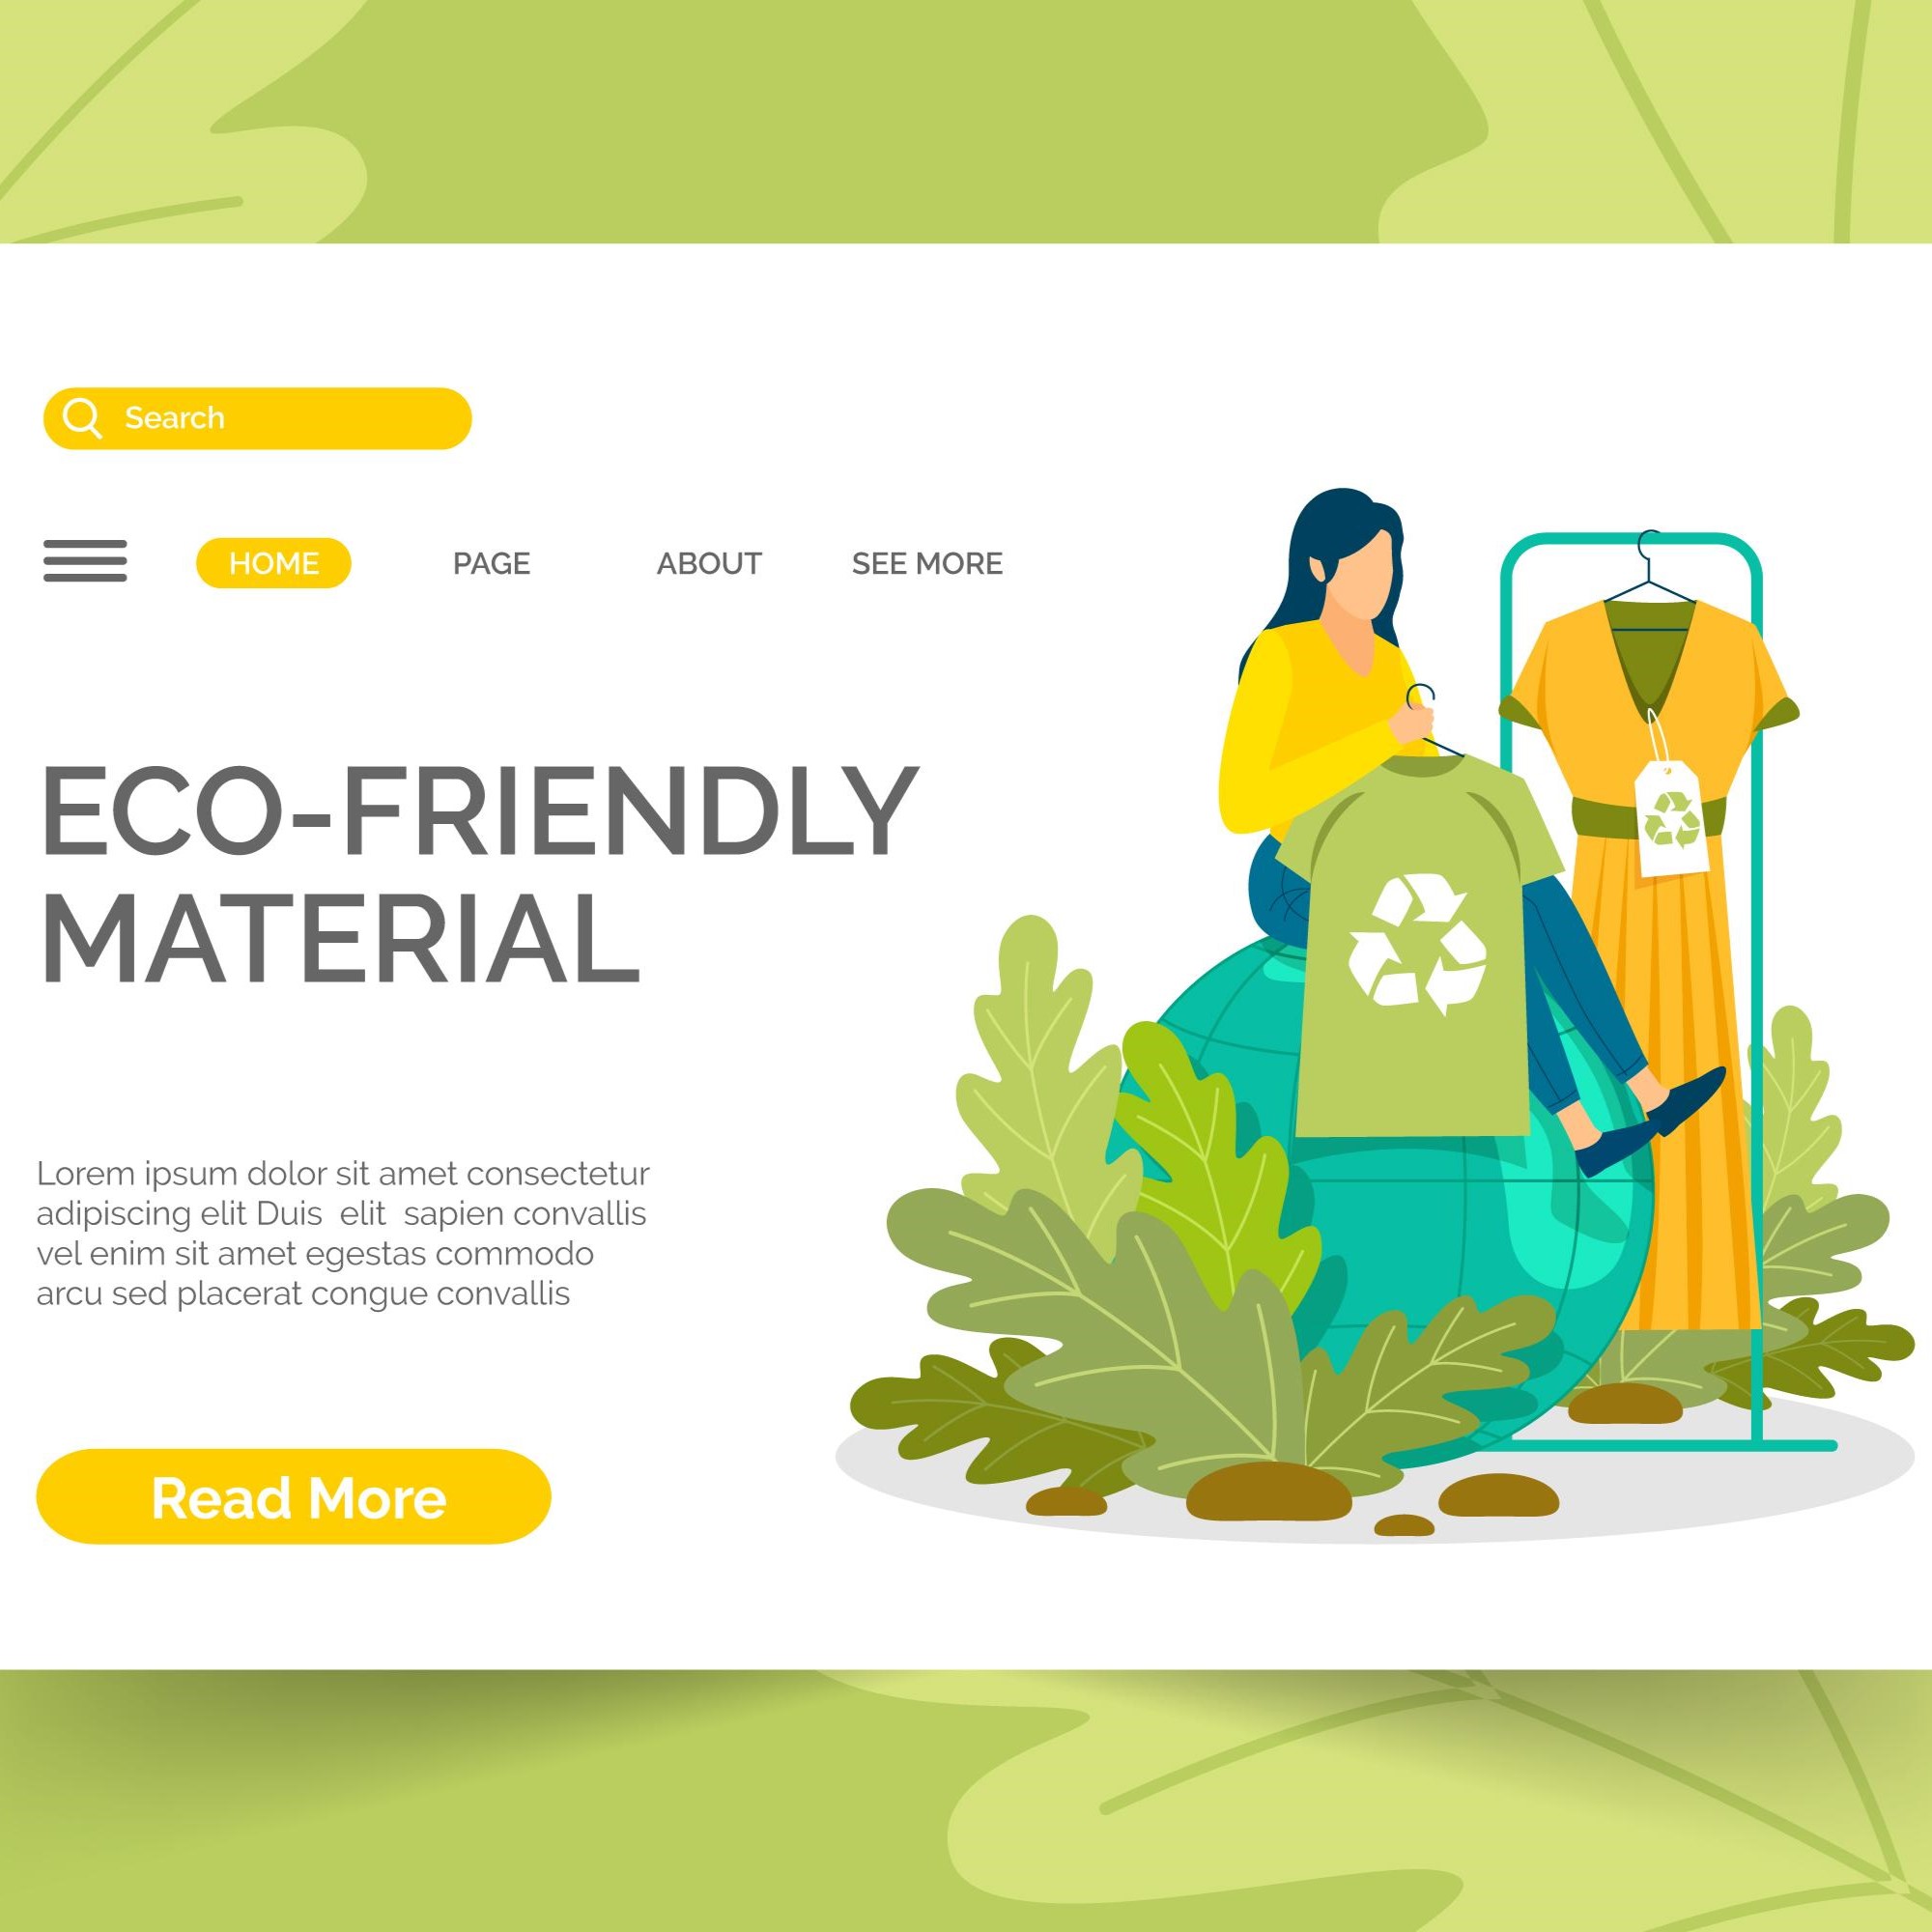 Search
HOME PAGE ABOUT SEE MORE
ECO-FRIENDLY
MATERIAL
Lorem ipsum dolor sit amet consectetur
adipiscing elit Duis elit sapien convallis
vel enim sit amet egestas commodo
arcu sed placerat congue convallis
Read More